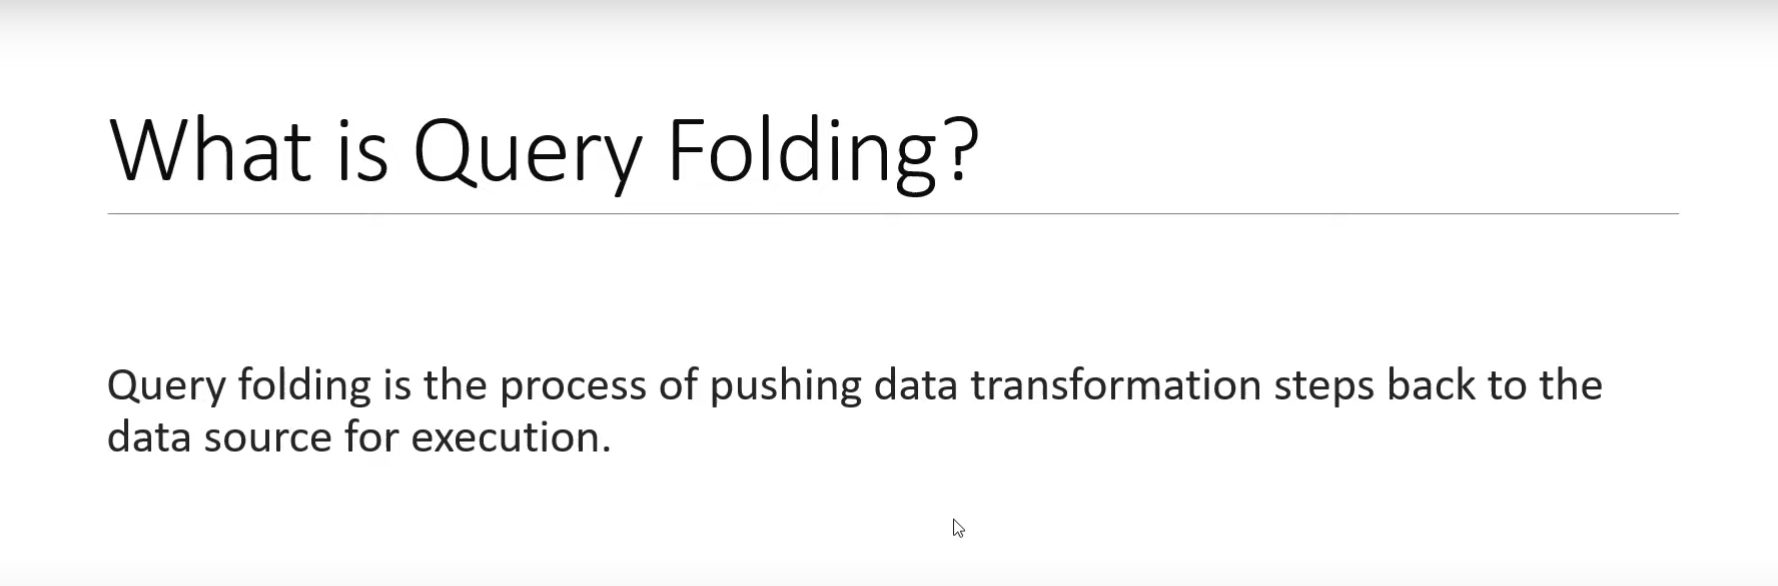 What is Query Folding?
Query folding is the process of pushing data transformation steps back to the
data source for execution.